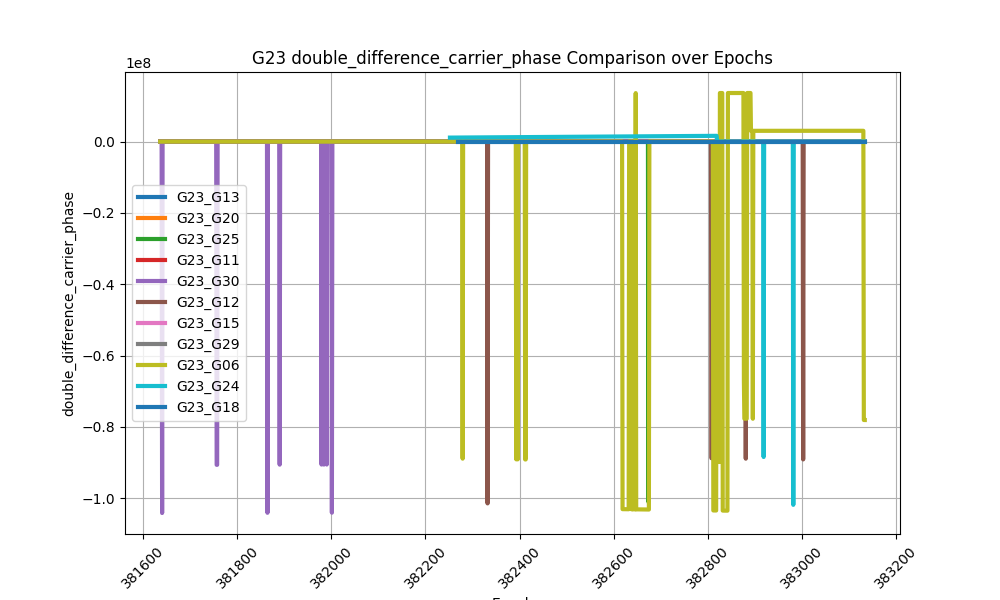 G23 double_difference_carrier_phase Comparison over Epochs
1e8
0.0
−0.2
−0.4
−0.6
−0.8
−1.0
double_difference_carrier_phase
G23_G13
G23_G20
G23_G25
G23_G11
G23_G30
G23_G12
G23_G15
G23_G29
G23_G06
G23_G24
G23_G18
381600
381800
382000
382200
382400
382600
382800
383000
383200